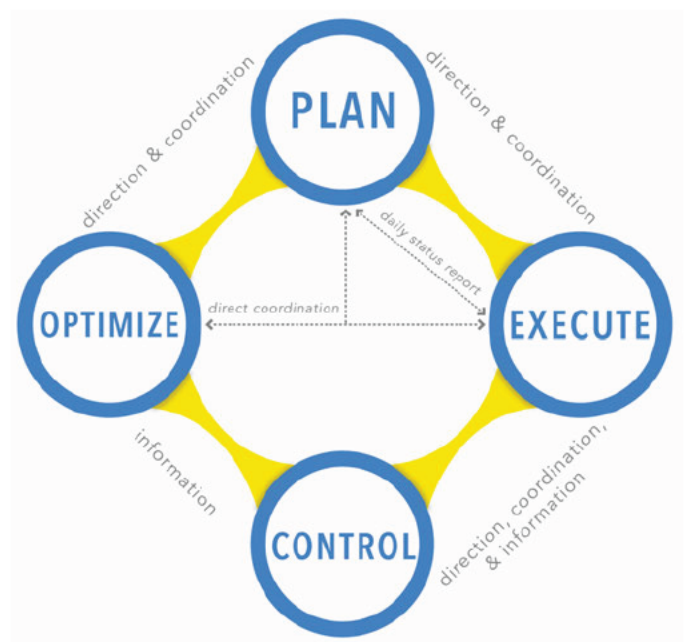 PLAN
direction & coordination
direction & coordination
daily status report
direct coordination
OPTIMIZE
EXECUTE
information
CONTROL
direction, coordination,
& information